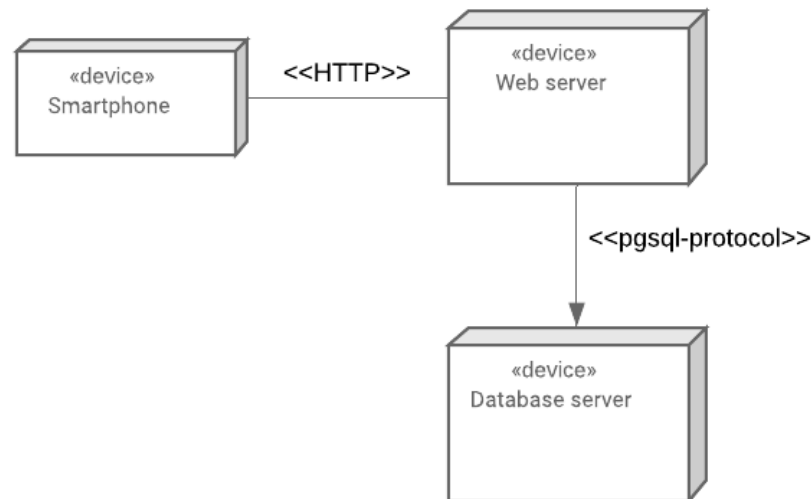 «device»
Smartphone
<<HTTP>>
«device»
Web server
<<pgsql-protocol>>
«device»
Database server